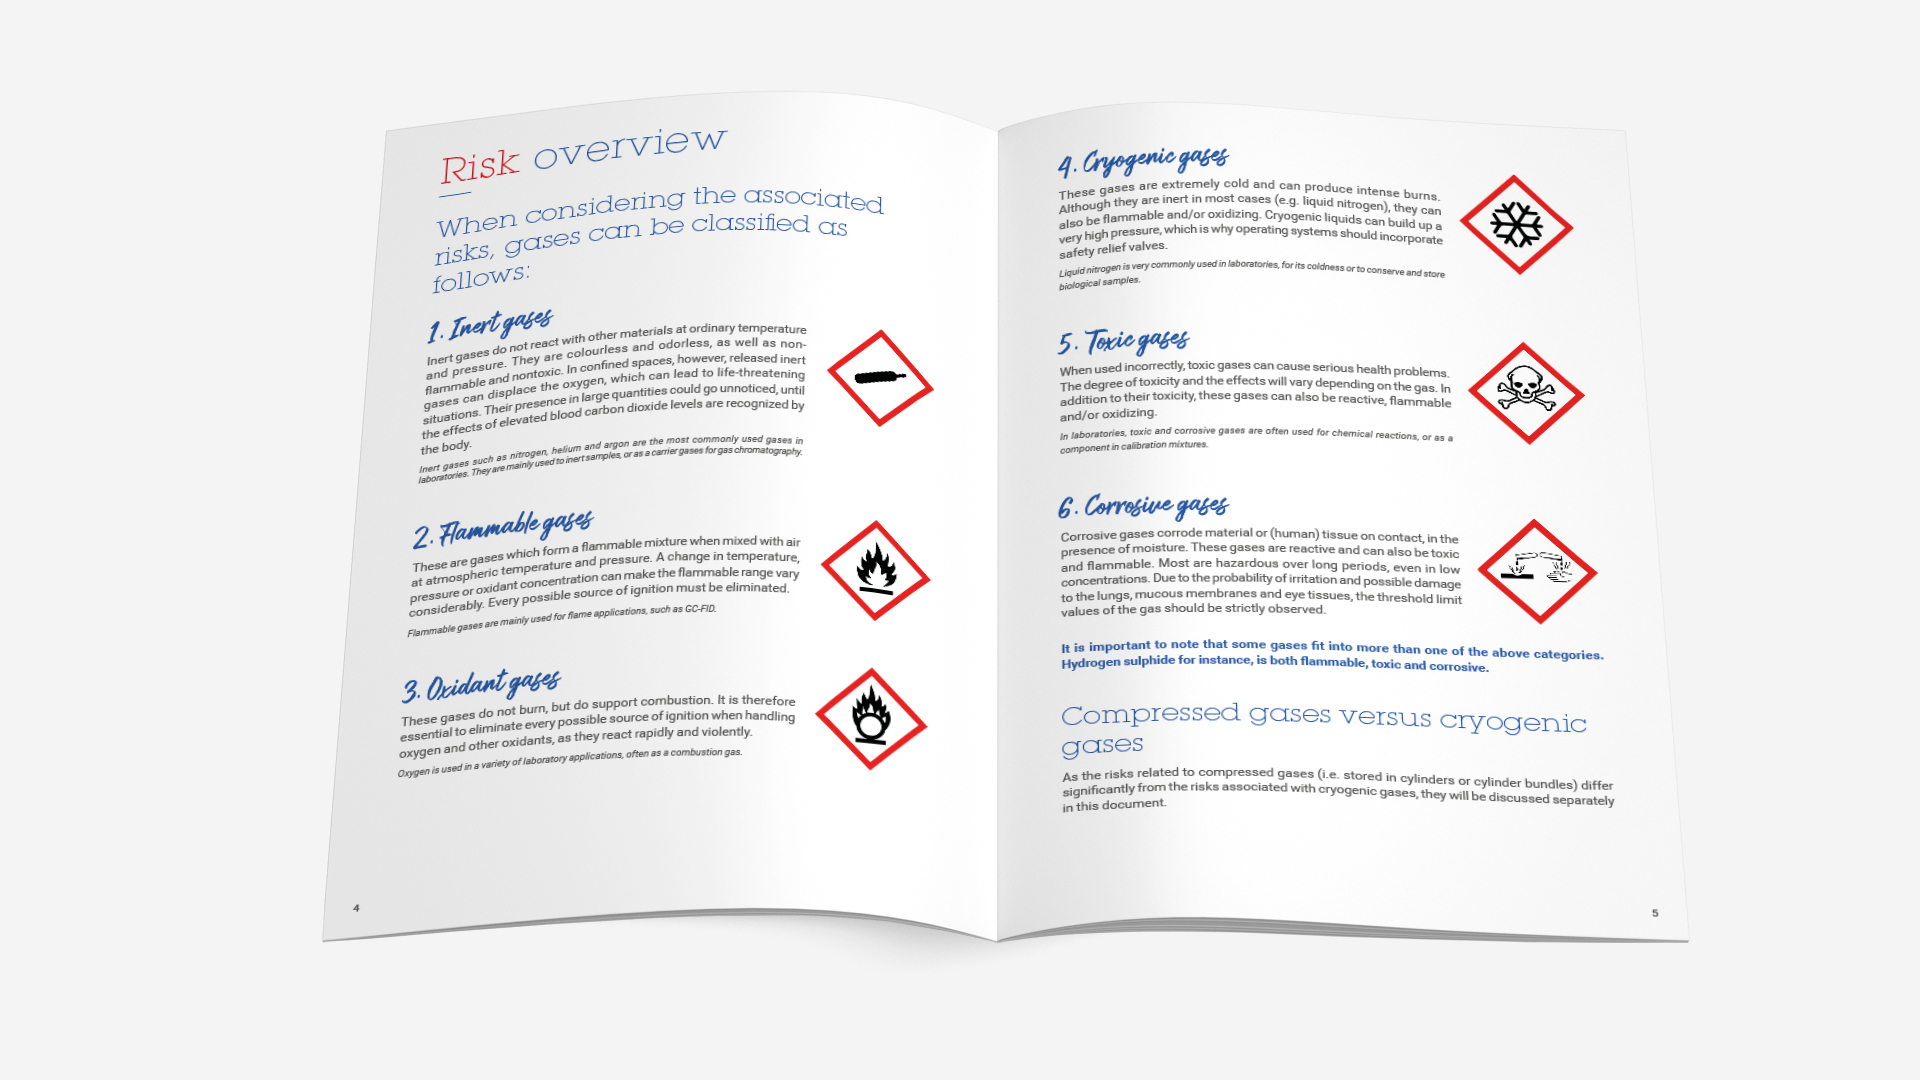 Risk overview
When considering the associated
risks, gases can be classified as
follows:
1. Inert gases
Inert gases do not react with other materials at ordinary temperature
and pressure. They are colourless and odorless, as well as non-
flammable and nontoxic. In confined spaces, however, released inert
gases can displace the oxygen, which can lead to life-threatening
situations. Their presence in large quantities could go unnoticed, until
the effects of elevated blood carbon dioxide levels are recognized by
the body.
Inert gases such as nitrogen, helium and argon are the most commonly used gases in
laboratories. They are mainly used to inert samples, or as a carrier gases for gas chromatography.
2. Flammable gases
These are gases which form a flammable mixture when mixed with air
at atmospheric temperature and pressure. A change in temperature,
pressure or oxidant concentration can make the flammable range vary
considerably. Every possible source of ignition must be eliminated.
Flammable gases are mainly used for flame applications, such as GC-FID.
3. Oxidant gases
These gases do not burn, but do support combustion. It is therefore
essential to eliminate every possible source of ignition when handling
oxygen and other oxidants, as they react rapidly and violently.
Oxygen is used in a variety of laboratory applications, often as a combustion gas.
4
4. Cryogenic gases
These gases are extremely cold and can produce intense burns.
Although they are inert in most cases (e.g. liquid nitrogen), they can
also be flammable and/or oxidizing. Cryogenic liquids can build up a
very high pressure, which is why operating systems should incorporate
safety relief valves.
Liquid nitrogen is very commonly used in laboratories, for its coldness or to conserve and store
biological samples.
5. Toxic gases
When used incorrectly, toxic gases can cause serious health problems.
The degree of toxicity and the effects will vary depending on the gas. In
addition to their toxicity, these gases can also be reactive, flammable
and/or oxidizing.
In laboratories, toxic and corrosive gases are often used for chemical reactions, or as a
component in calibration mixtures.
6. Corrosive gases
Corrosive gases corrode material or (human) tissue on contact, in the
presence of moisture. These gases are reactive and can also be toxic
and flammable. Most are hazardous over long periods, even in low
concentrations. Due to the probability of irritation and possible damage
to the lungs, mucous membranes and eye tissues, the threshold limit
values of the gas should be strictly observed.
It is important to note that some gases fit into more than one of the above categories.
Hydrogen sulphide for instance, is both flammable, toxic and corrosive.
Compressed gases versus cryogenic
gases
As the risks related to compressed gases (i.e. stored in cylinders or cylinder bundles) differ
significantly from the risks associated with cryogenic gases, they will be discussed separately
in this document.
5